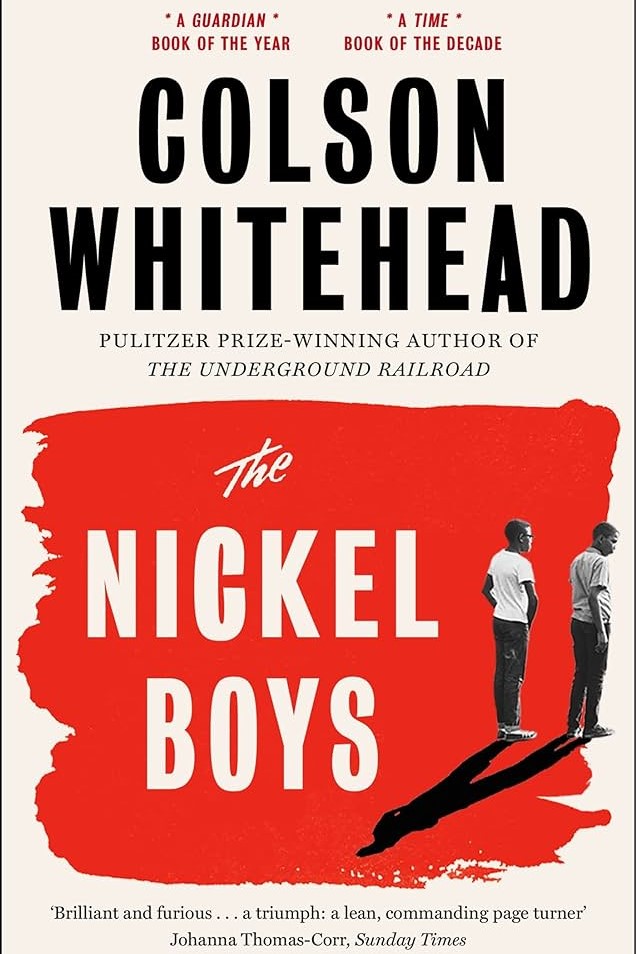 * A GUARDIAN *
BOOK OF THE YEAR
* A TIME *
BOOK OF THE DECADE
COLSON
WHITEHEAD
PULITZER PRIZE-WINNING AUTHOR OF
THE UNDERGROUND RAILROAD
The
NICKEL
BOYS
‘Brilliant and furious . . . a triumph: a lean, commanding page turner’
Johanna Thomas-Corr, Sunday Times